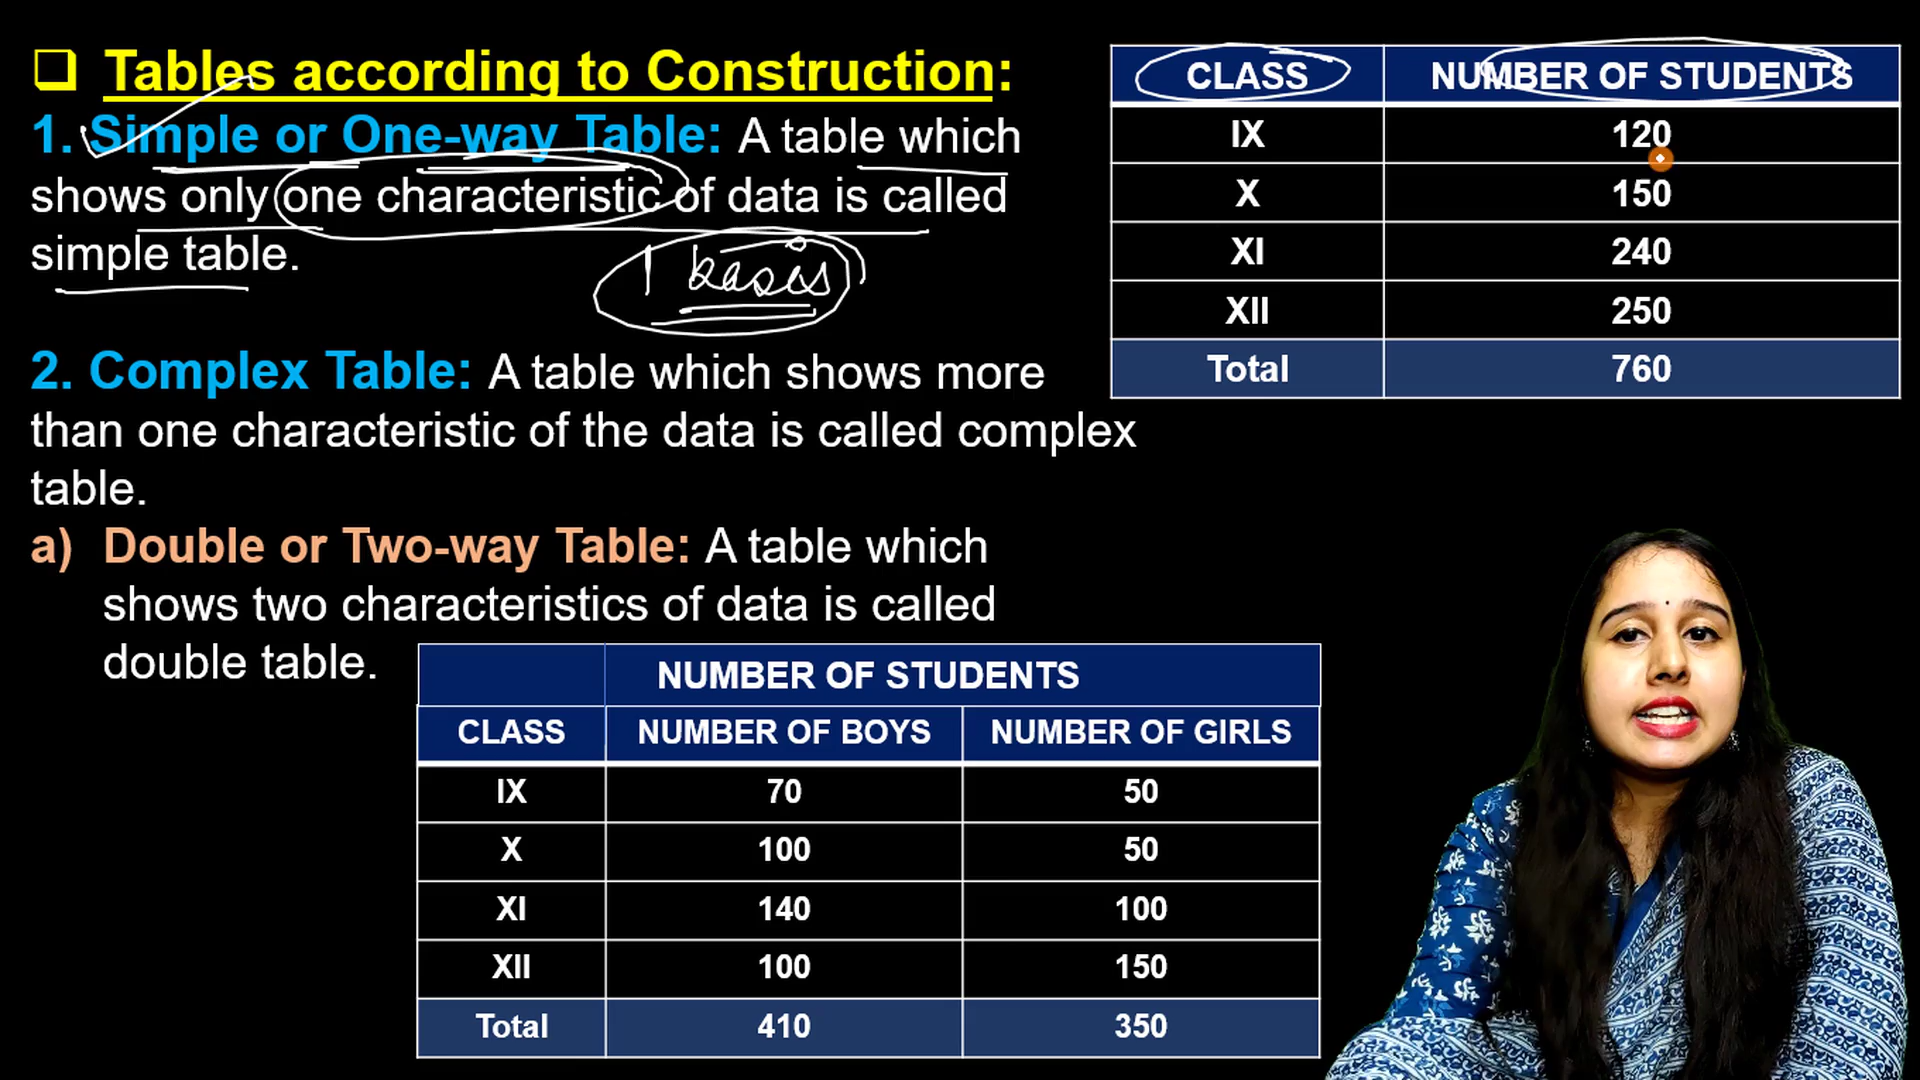 ❑ Tables according to Construction:
1. Simple or One-way Table: A table which
shows only one characteristic of data is called
simple table.
1 basis
2. Complex Table: A table which shows more
than one characteristic of the data is called complex
table.
a) Double or Two-way Table: A table which
shows two characteristics of data is called
double table.
CLASS NUMBER OF STUDENTS
IX 120
X 150
XI 240
XII 250
Total 760
NUMBER OF STUDENTS
CLASS NUMBER OF BOYS NUMBER OF GIRLS
IX 70 50
X 100 50
XI 140 100
XII 100 150
Total 410 350